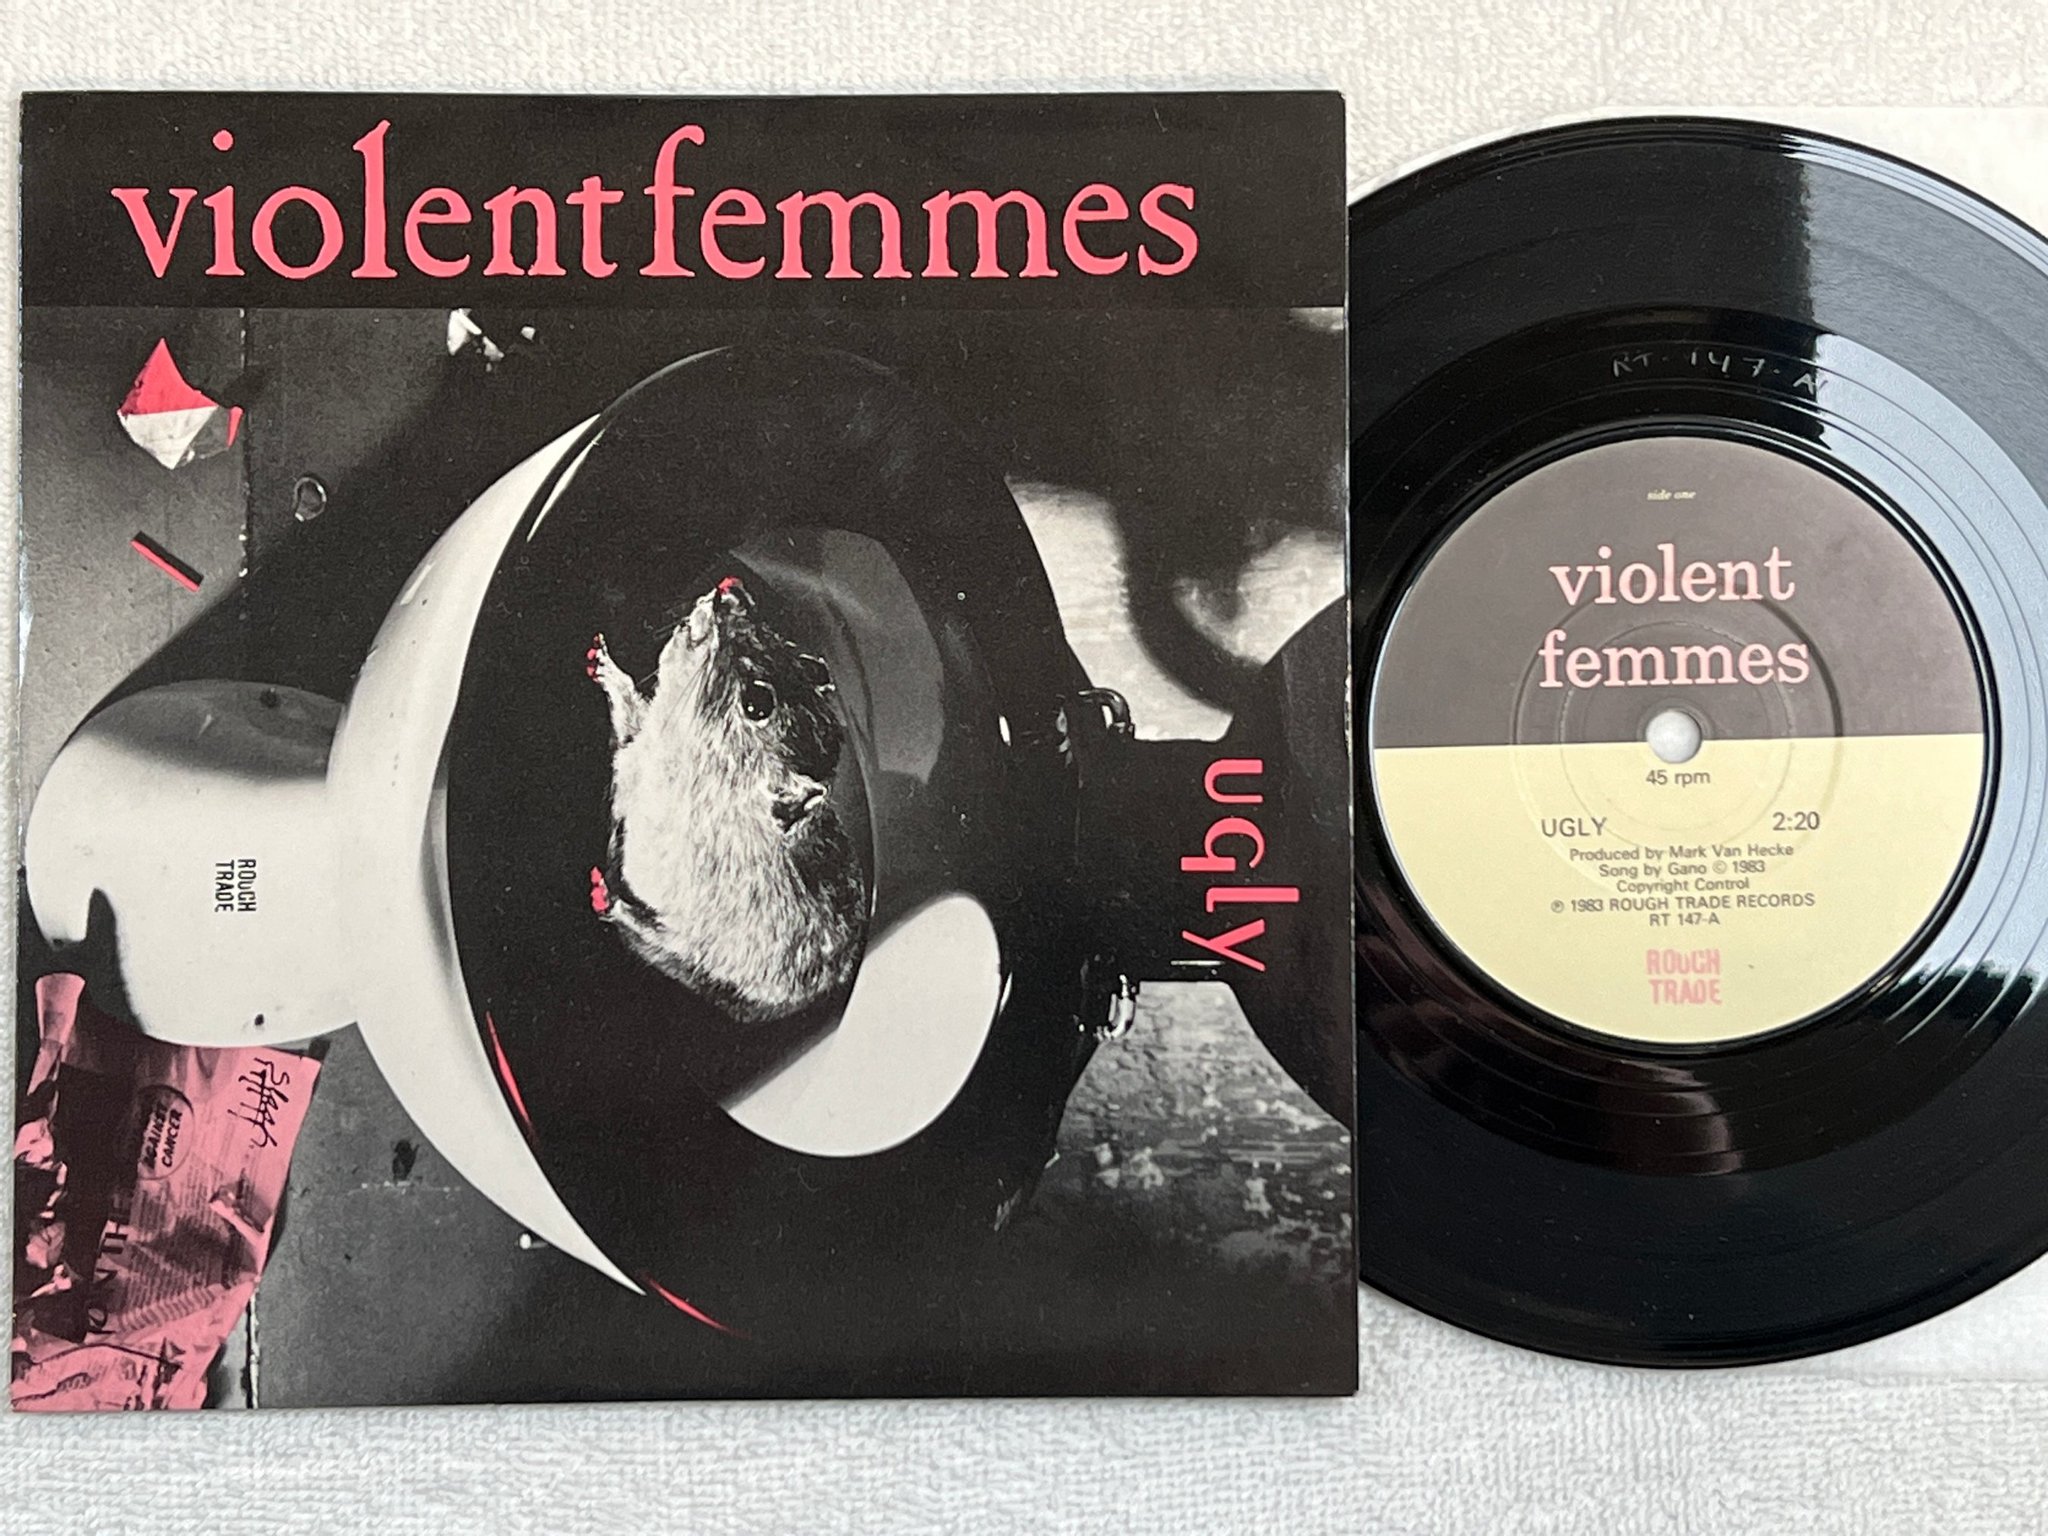 violent femmes
ugly
ROUGH
TRADE
AGAINST
CANCER
RT-147-A1
side one
violent
femmes
45 rpm
UGLY 2:20
Produced by Mark Van Hecke
Song by Gano © 1983
Copyright Control
℗ 1983 ROUGH TRADE RECORDS
RT 147-A
ROUGH
TRADE